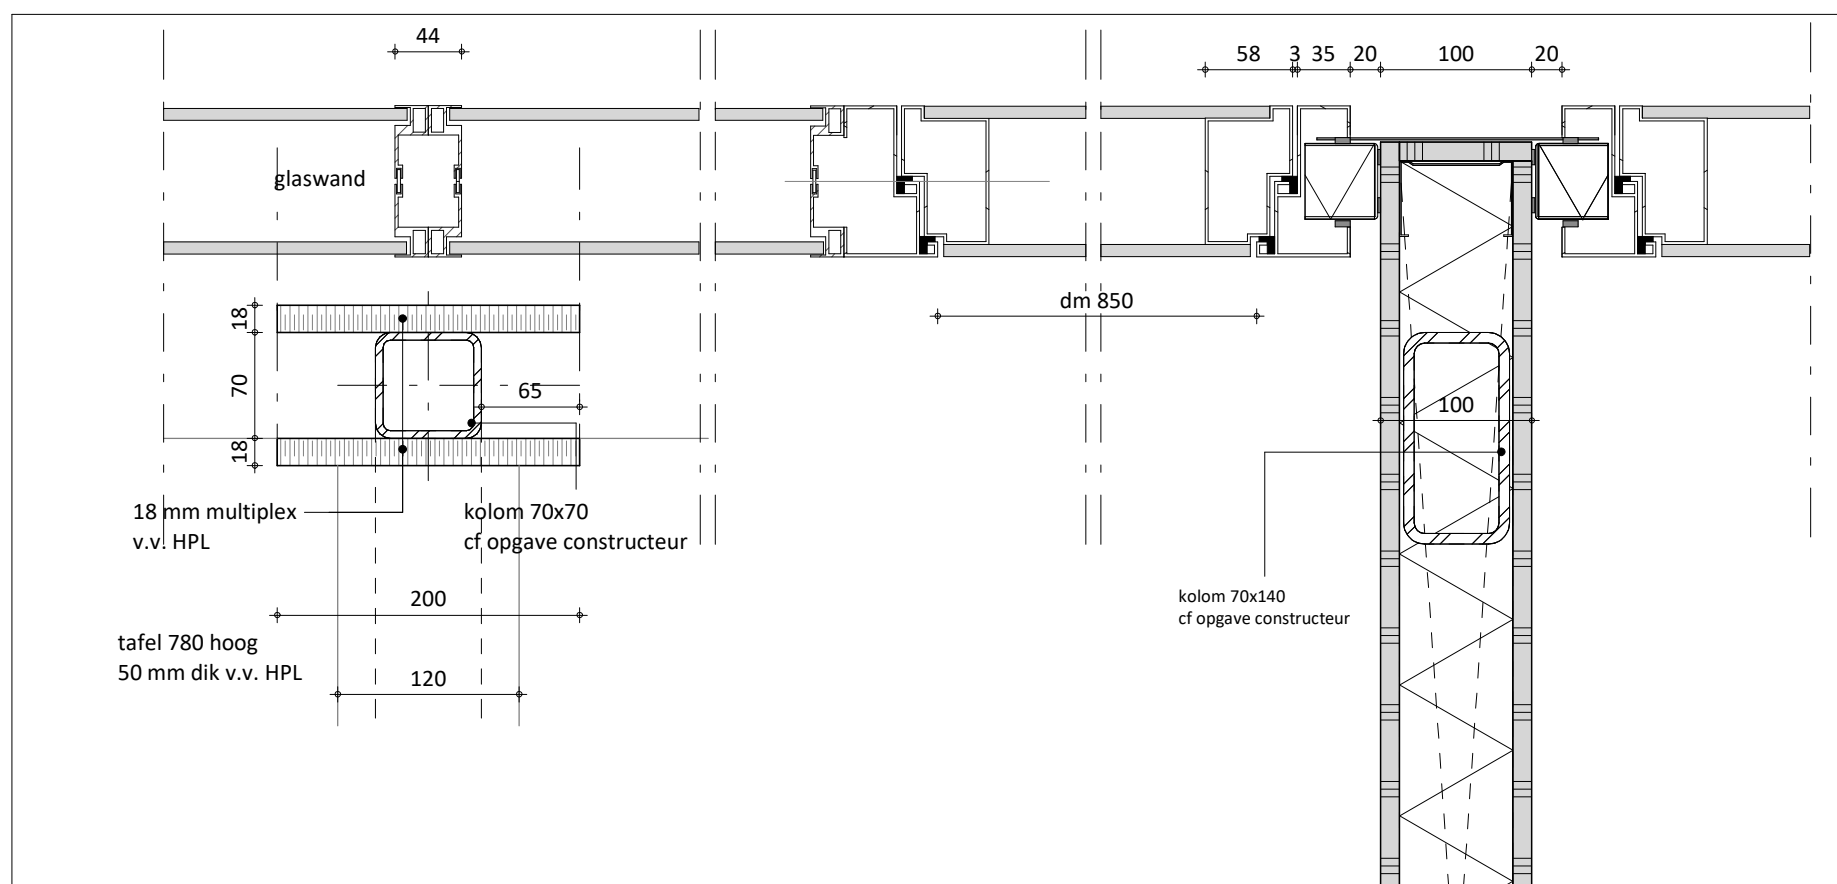 44
58 3 35 20 100 20
glaswand
dm 850
18
70
18
65
100
18 mm multiplex
v.v. HPL
kolom 70x70
cf opgave constructeur
kolom 70x140
cf opgave constructeur
200
tafel 780 hoog
50 mm dik v.v. HPL
120